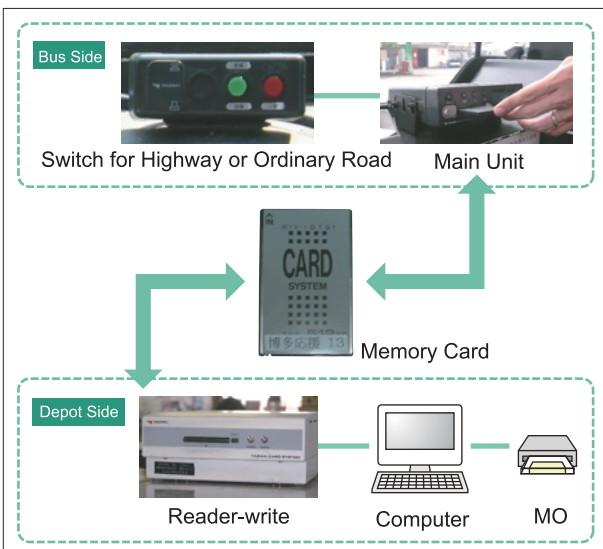 Bus Side
Switch for Highway or Ordinary Road
Main Unit
IN
CARD
SYSTEM
博多応援 13
Memory Card
Depot Side
Reader-write
Computer
MO